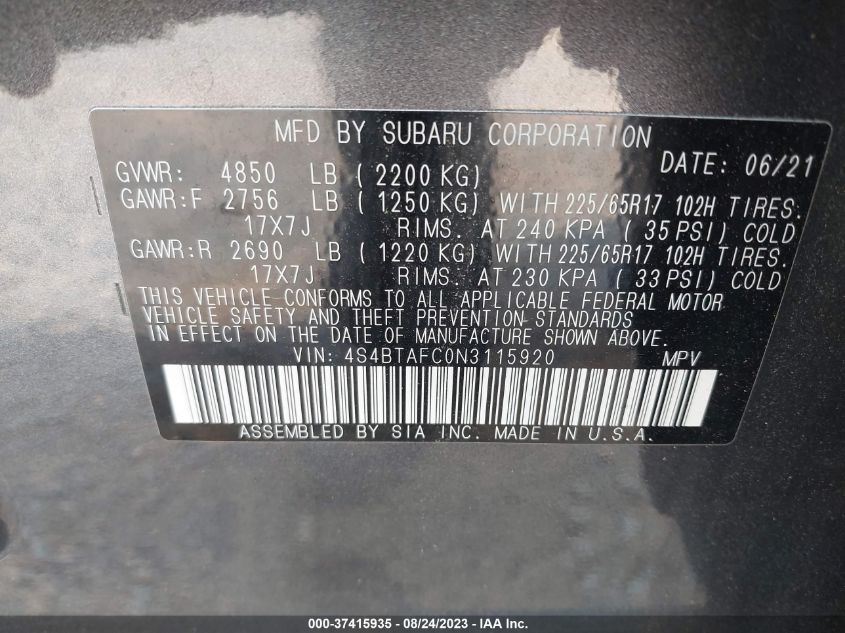 MFD BY SUBARU CORPORATION
GVWR: 4850 LB ( 2200 KG) DATE: 06/21
GAWR:F 2756 LB ( 1250 KG) WITH 225/65R17 102H TIRES.
17X7J RIMS. AT 240 KPA ( 35 PSI) COLD
GAWR:R 2690 LB ( 1220 KG) WITH 225/65R17 102H TIRES.
17X7J RIMS. AT 230 KPA ( 33 PSI) COLD
THIS VEHICLE CONFORMS TO ALL APPLICABLE FEDERAL MOTOR
VEHICLE SAFETY AND THEFT PREVENTION STANDARDS
IN EFFECT ON THE DATE OF MANUFACTURE SHOWN ABOVE.
VIN: 4S4BTAFC0N3115920 MPV
ASSEMBLED BY SIA INC. MADE IN U.S.A.
000-37415935 - 08/24/2023 - IAA Inc.